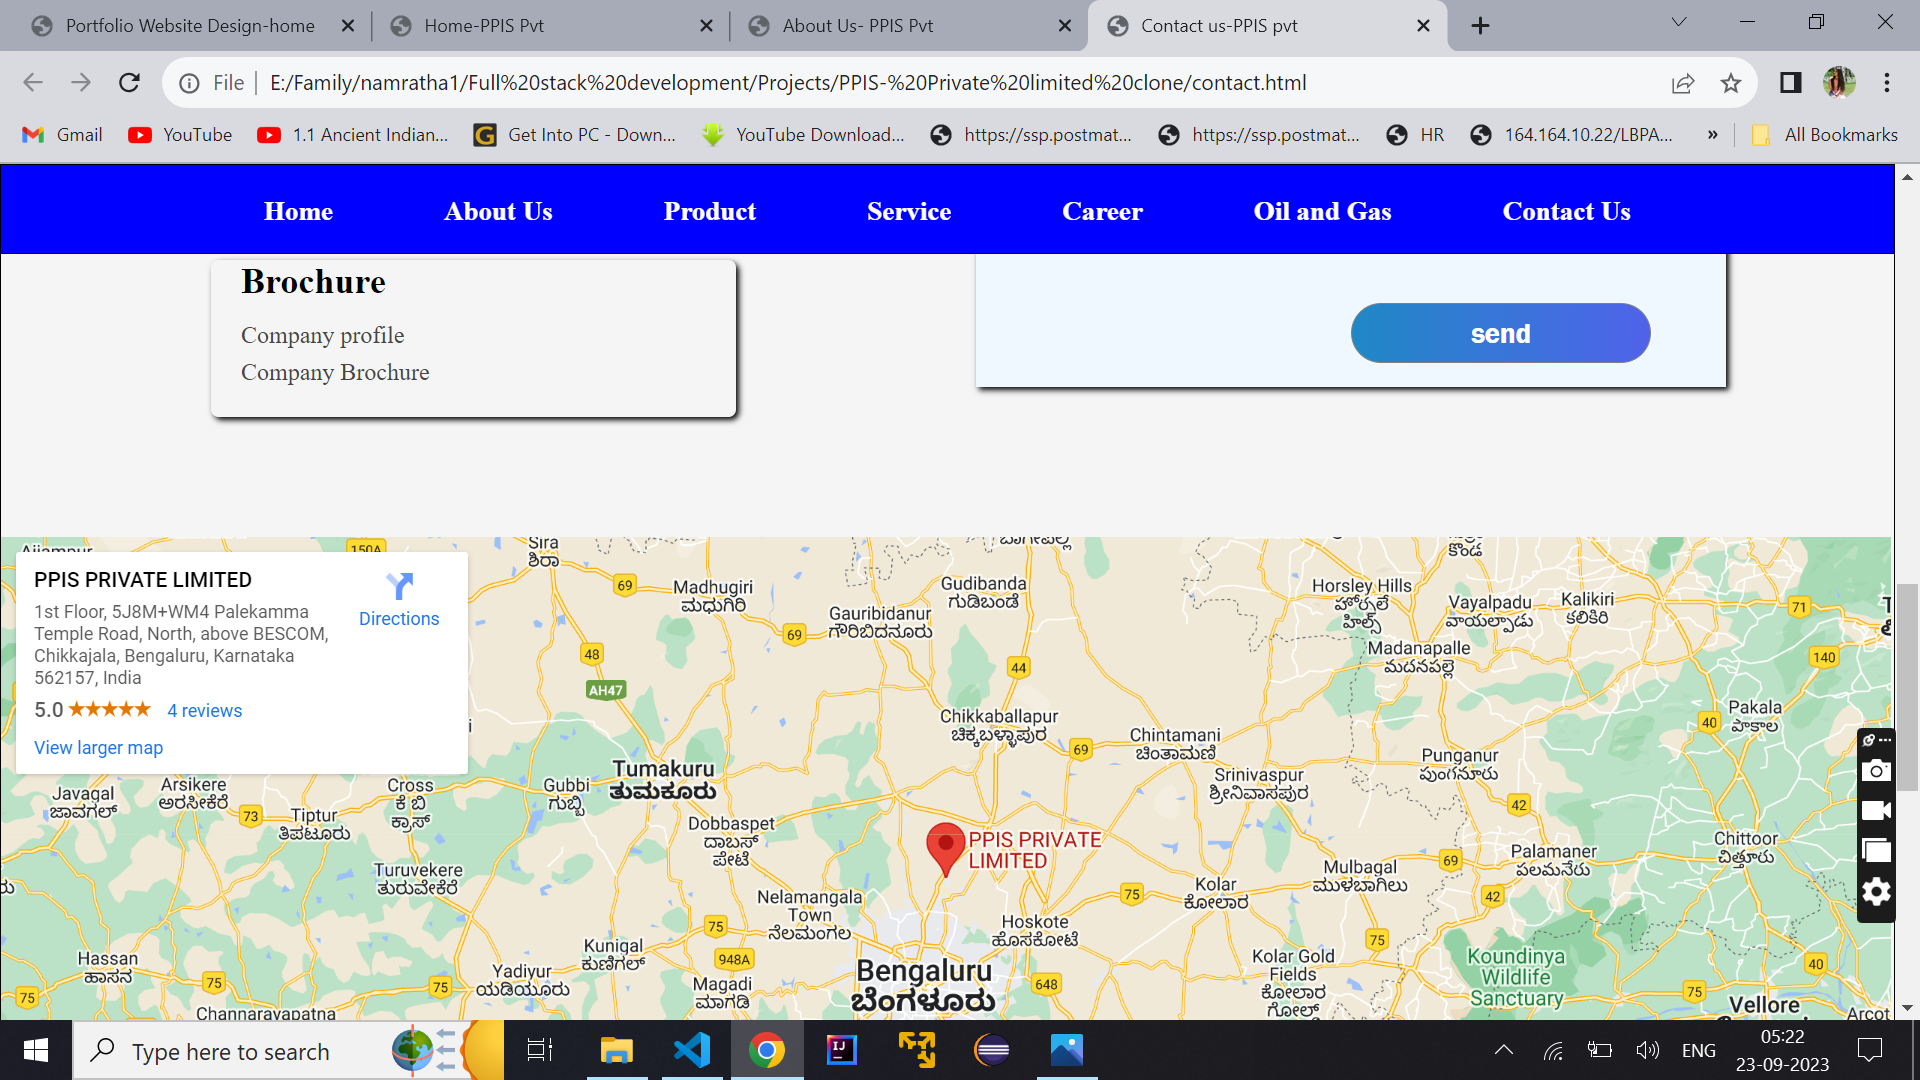 Portfolio Website Design-home
Home-PPIS Pvt
About Us- PPIS Pvt
Contact us-PPIS pvt
File
E:/Family/namratha1/Full%20stack%20development/Projects/PPIS-%20Private%20limited%20clone/contact.html
Gmail
YouTube
1.1 Ancient Indian...
Get Into PC - Down...
YouTube Download...
https://ssp.postmat...
https://ssp.postmat...
HR
164.164.10.22/LBPA...
»
All Bookmarks
Home
About Us
Product
Service
Career
Oil and Gas
Contact Us
Brochure
Company profile
Company Brochure
send
PPIS PRIVATE LIMITED
1st Floor, 5J8M+WM4 Palekamma
Temple Road, North, above BESCOM,
Chikkajala, Bengaluru, Karnataka
562157, India
5.0
4 reviews
View larger map
Directions
150A
Sira
ಶಿರಾ
69
Madhugiri
ಮಧುಗಿರಿ
Gudibanda
ಗುಡಿಬಂಡೆ
Gauribidanur
ಗೌರಿಬಿದನೂರು
69
48
AH47
44
Horsley Hills
Vayalpadu
ವಾಯಲ್ಪಾಡು
Kalikiri
ಕಲಿಕಿರಿ
71
Madanapalle
ಮದನಪಲ್ಲೆ
140
Chikkaballapur
ಚಿಕ್ಕಬಳ್ಳಾಪುರ
69
Chintamani
ಚಿಂತಾಮಣಿ
Pakala
ಪಾಕಾಲ
40
Punganur
ಪುಂಗನೂರು
Srinivaspur
ಶ್ರೀನಿವಾಸಪುರ
42
Tumakuru
ತುಮಕೂರು
Gubbi
ಗುಬ್ಬಿ
Cross
ಕೆ ಬಿ
ಕ್ರಾಸ್
Arsikere
ಅರಸೀಕೆರೆ
Javagal
ಜಾವಗಲ್
73
Tiptur
ತಿಪಟೂರು
Dobbaspet
ದಾಬಸ್
ಪೇಟೆ
PPIS PRIVATE
LIMITED
Chittoor
ಚಿತ್ತೂರು
Palamaner
ಪಲಮನೇರು
69
Mulbagal
ಮುಳಬಾಗಿಲು
42
Turuvekere
ತುರುವೇಕೆರೆ
Kolar
ಕೋಲಾರ
75
Nelamangala
Town
ನೆಲಮಂಗಲ
75
Hoskote
ಹೊಸಕೋಟೆ
75
Kunigal
ಕುಣಿಗಲ್
948A
Hassan
ಹಾಸನ
75
75
75
Yadiyur
ಯಡಿಯೂರು
Magadi
ಮಾಗಡಿ
Bengaluru
ಬೆಂಗಳೂರು
648
Kolar Gold
Fields
ಕೋಲಾರ
ಗೋಲ್ಡ್
Koundinya
Wildlife
Sanctuary
40
75
Vellore
Arcot
Channarayapatna
Type here to search
ENG
05:22
23-09-2023